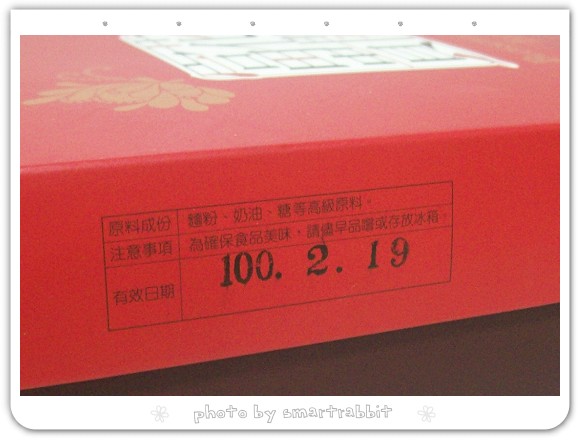 原料成份 麵粉、奶油、糖等高級原料。
注意事項 為確保食品美味，請儘早品嚐或存放冰箱。
有效日期 100. 2. 19
photo by smartrabbit